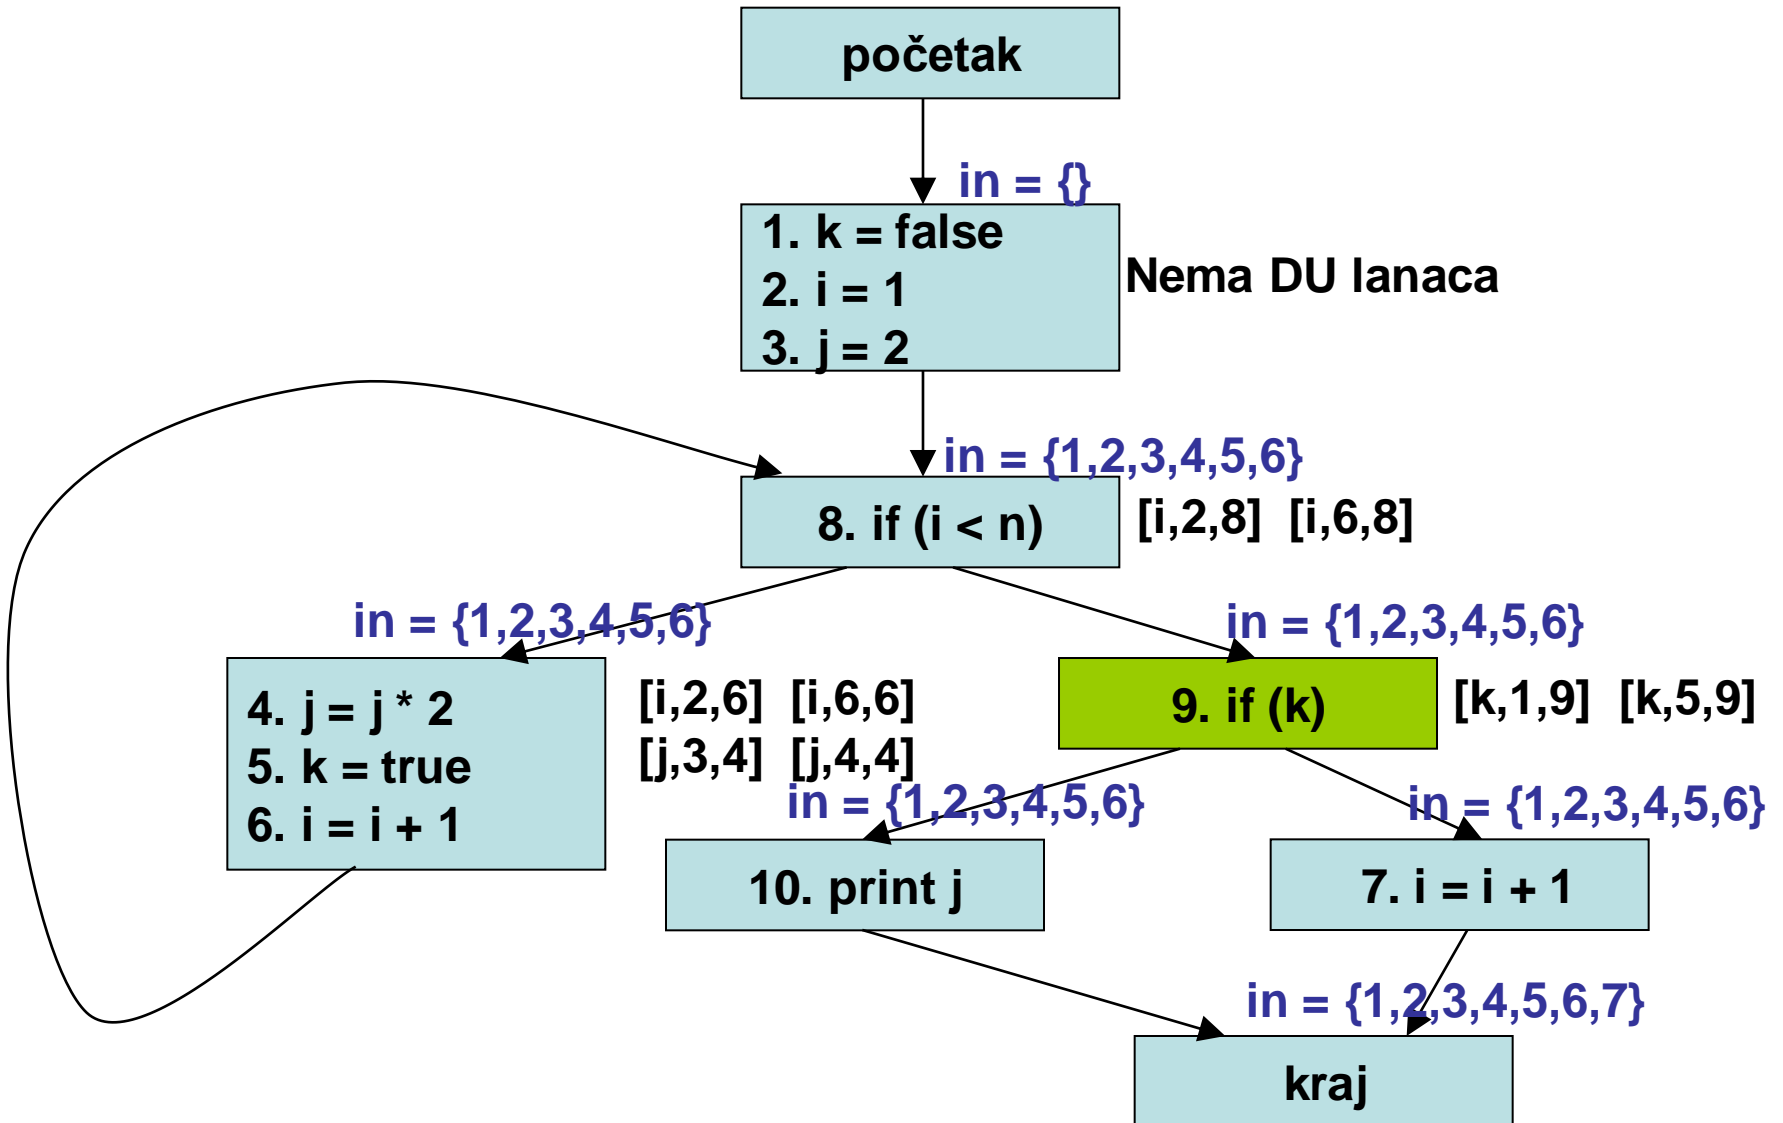 početak
in = {}
1. k = false
2. i = 1
3. j = 2
Nema DU lanaca
in = {1,2,3,4,5,6}
8. if (i < n)
[i,2,8] [i,6,8]
in = {1,2,3,4,5,6}
in = {1,2,3,4,5,6}
4. j = j * 2
5. k = true
6. i = i + 1
[i,2,6] [i,6,6]
[j,3,4] [j,4,4]
9. if (k)
[k,1,9] [k,5,9]
in = {1,2,3,4,5,6}
in = {1,2,3,4,5,6}
10. print j
7. i = i + 1
in = {1,2,3,4,5,6,7}
kraj